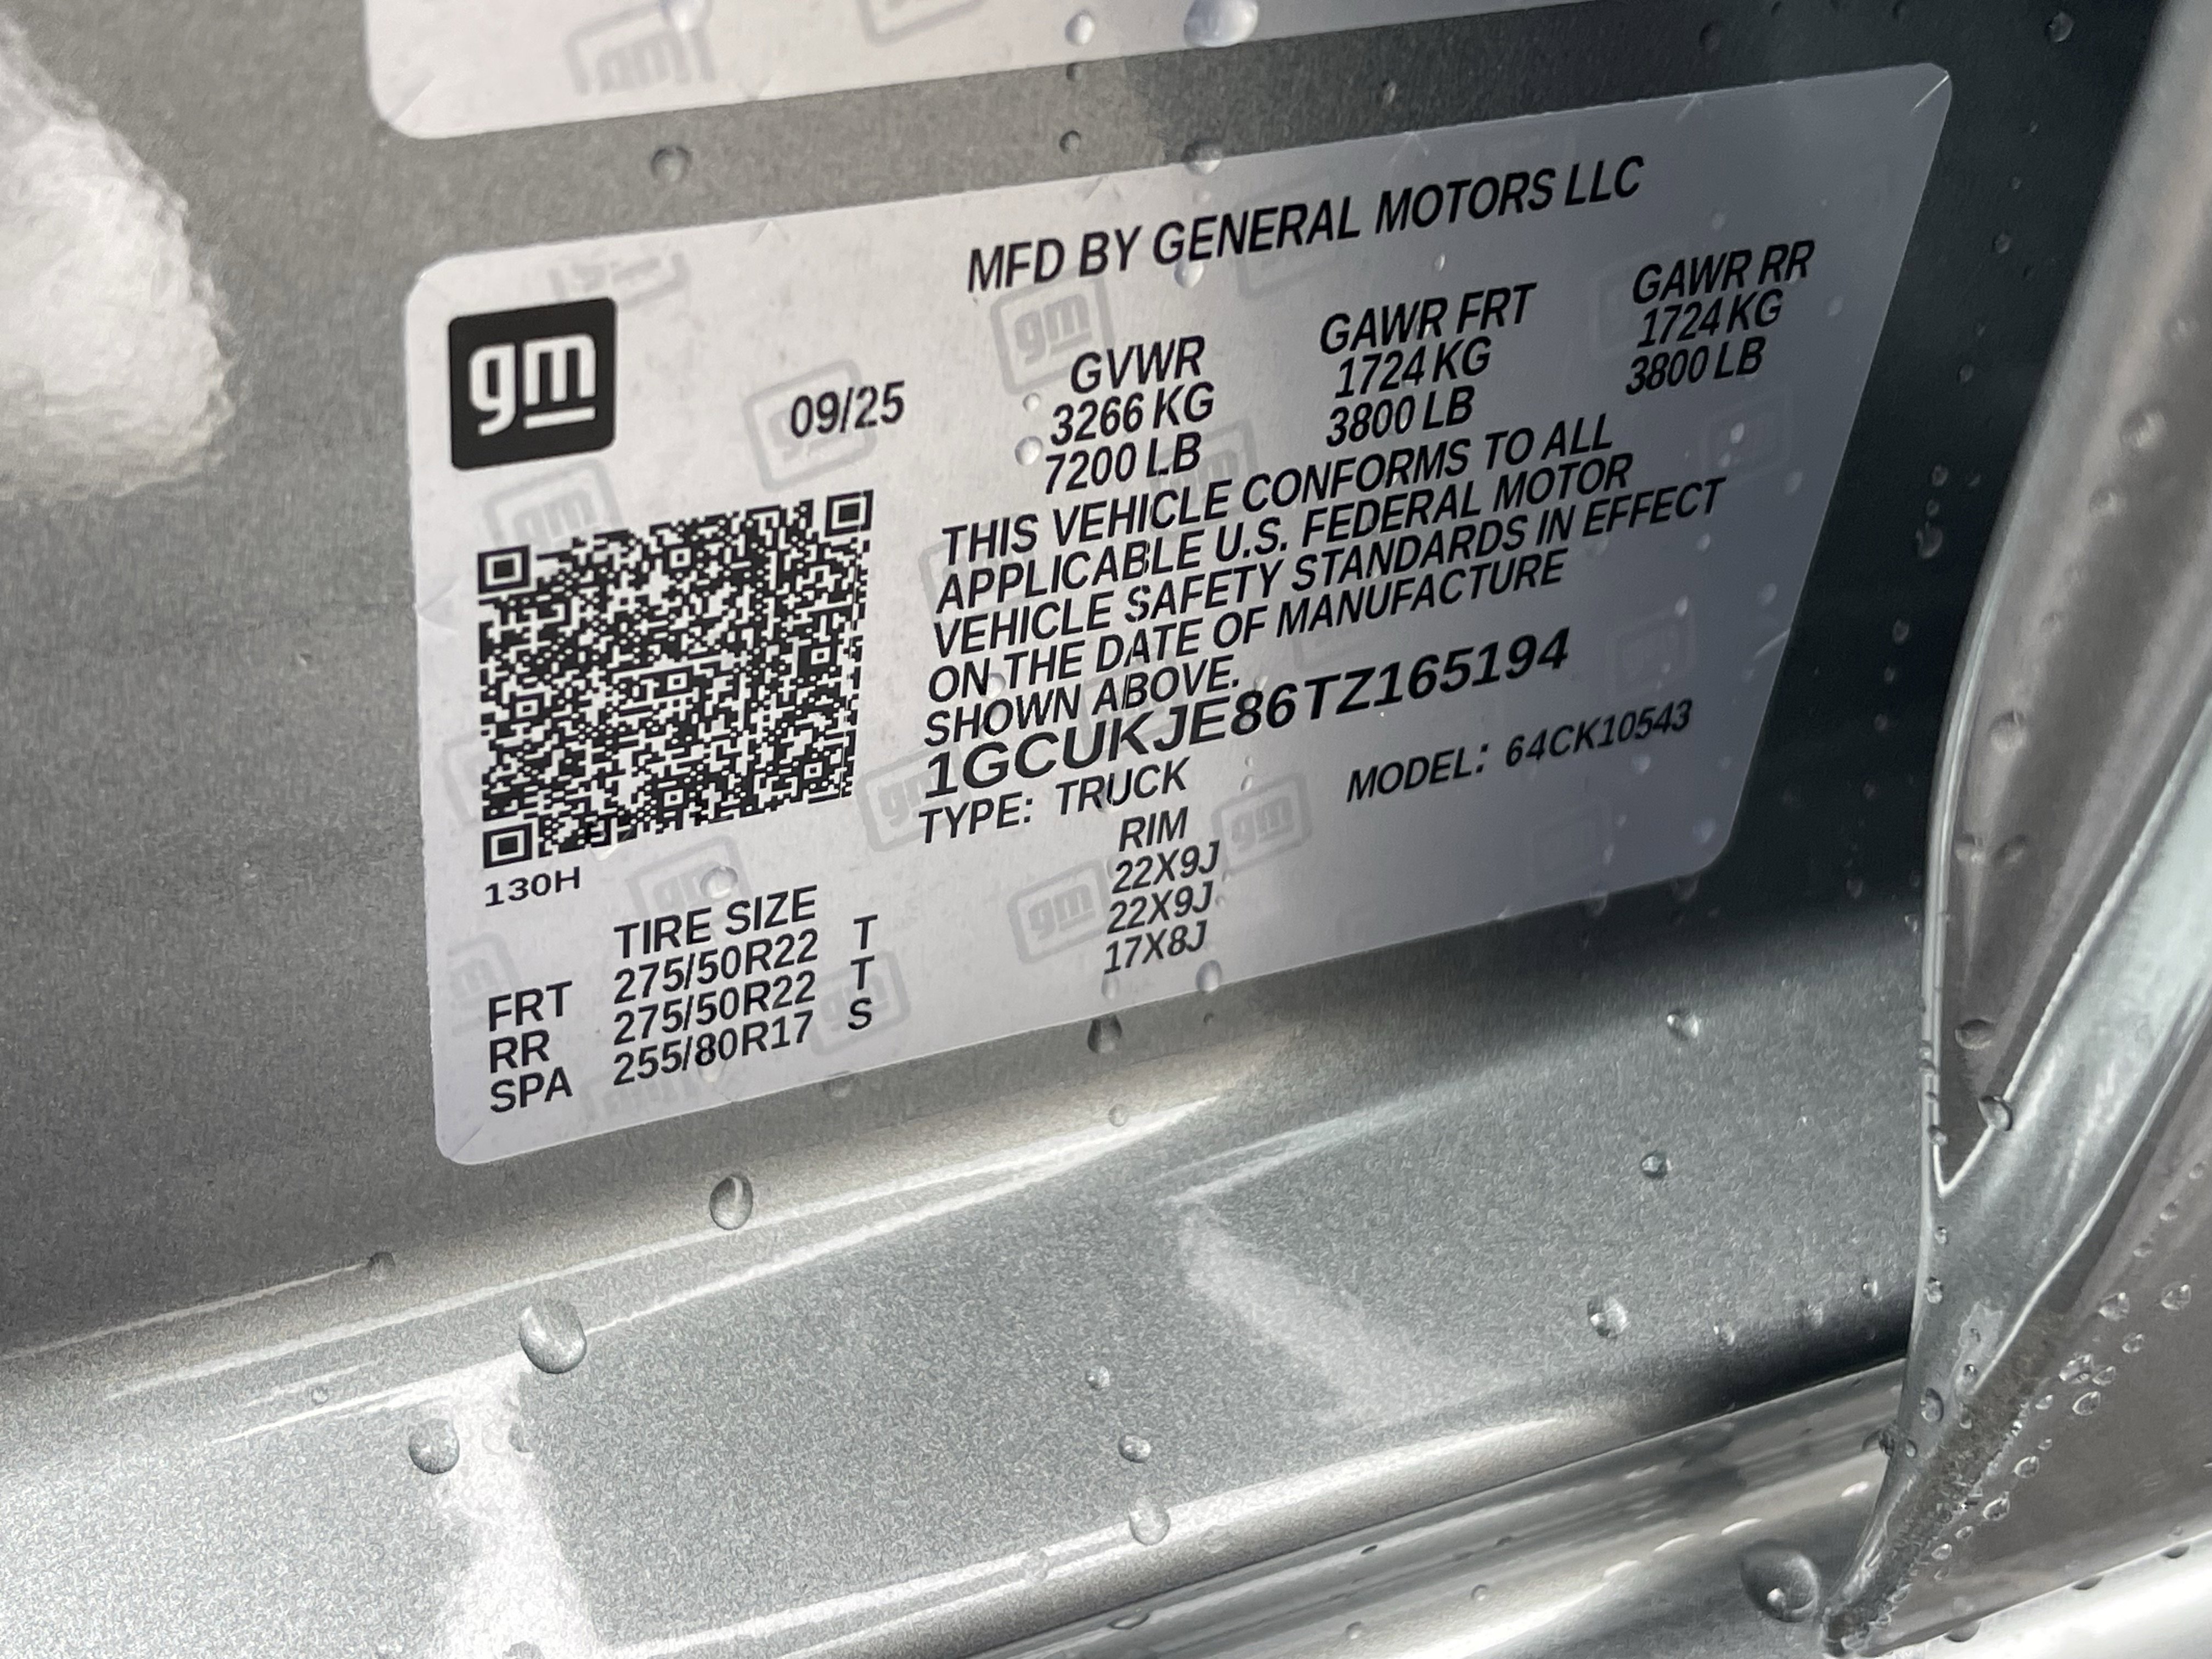 gm
MFD BY GENERAL MOTORS LLC
09/25
GVWR
3266 KG
7200 LB
GAWR FRT
1724 KG
3800 LB
GAWR RR
1724 KG
3800 LB
THIS VEHICLE CONFORMS TO ALL
APPLICABLE U.S. FEDERAL MOTOR
VEHICLE SAFETY STANDARDS IN EFFECT
ON THE DATE OF MANUFACTURE
SHOWN ABOVE.
1GCUKJE86TZ165194
TYPE: TRUCK MODEL: 64CK10543
130H
TIRE SIZE RIM
FRT 275/50R22 T 22X9J
RR 275/50R22 T 22X9J
SPA 255/80R17 S 17X8J